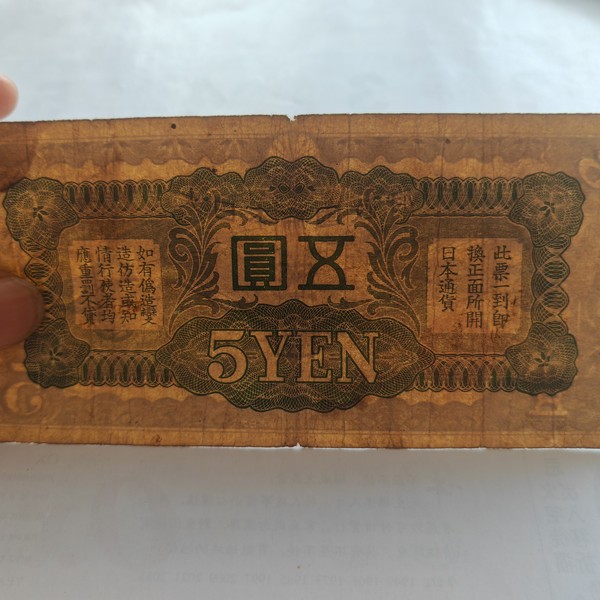 五圓
5YEN
此票一到即
換正面所開
日本通貨
如有僞造變
造仿造或知
情行使者均
應重罰不貸